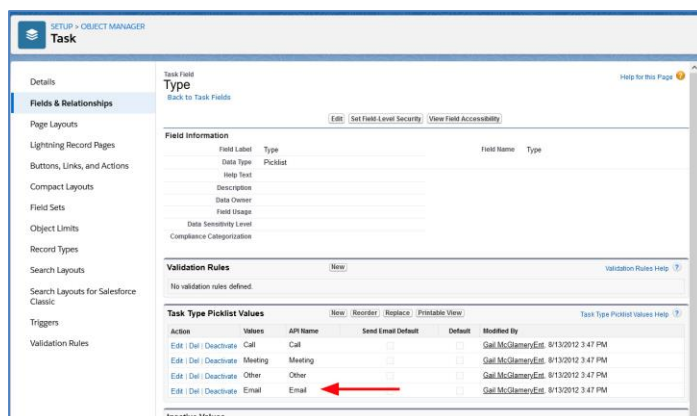 SETUP > OBJECT MANAGER
Task
Details
Fields & Relationships
Page Layouts
Lightning Record Pages
Buttons, Links, and Actions
Compact Layouts
Field Sets
Object Limits
Record Types
Search Layouts
Search Layouts for Salesforce
Classic
Triggers
Validation Rules
Task Field
Type
Help for this Page
Back to Task Fields
Edit Set Field-Level Security View Field Accessibility
Field Information
Field Label Type Field Name Type
Data Type Picklist
Help Text
Description
Data Owner
Field Usage
Data Sensitivity Level
Compliance Categorization
Validation Rules New Validation Rules Help ?
No validation rules defined.
Task Type Picklist Values New Reorder Replace Printable View Task Type Picklist Values Help ?
Action Values API Name Send Email Default Default Modified By
Edit | Del | Deactivate Call Call Gail McGlameryEnt, 8/13/2012 3:47 PM
Edit | Del | Deactivate Meeting Meeting Gail McGlameryEnt, 8/13/2012 3:47 PM
Edit | Del | Deactivate Other Other Gail McGlameryEnt, 8/13/2012 3:47 PM
Edit | Del | Deactivate Email Email Gail McGlameryEnt, 8/13/2012 3:47 PM
Inactive Values